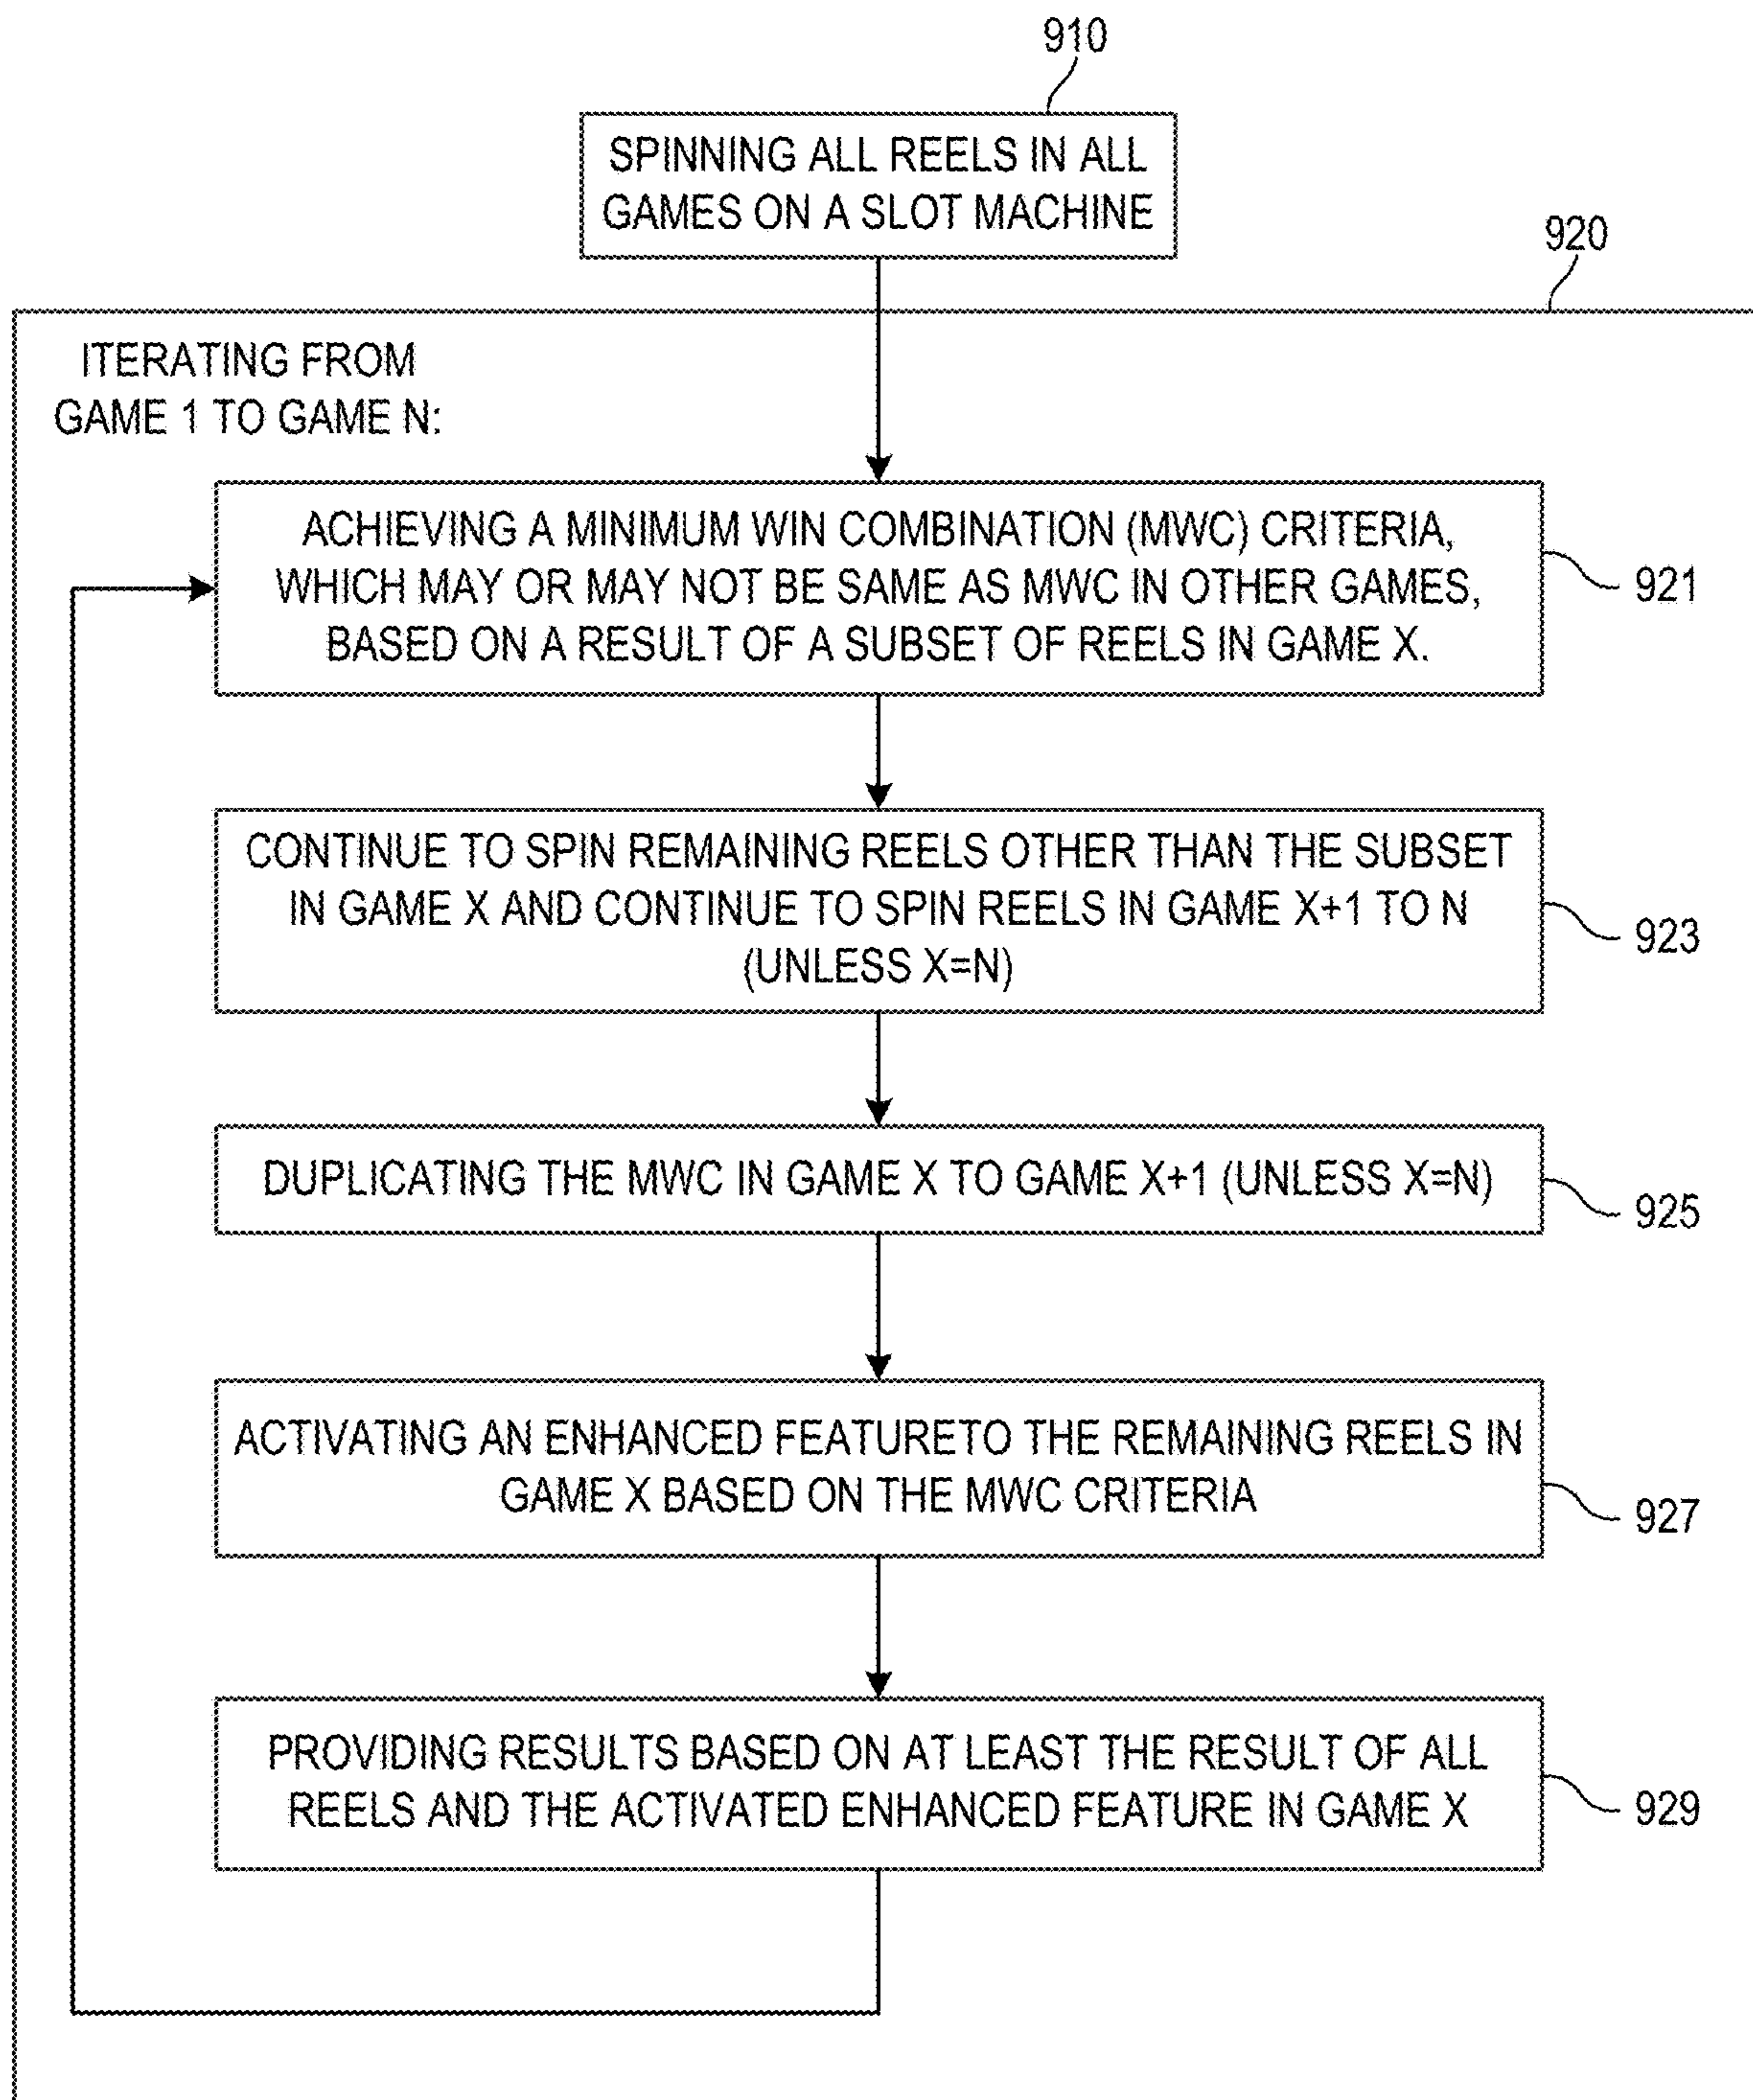 910
SPINNING ALL REELS IN ALL
GAMES ON A SLOT MACHINE
920
ITERATING FROM
GAME 1 TO GAME N:
ACHIEVING A MINIMUM WIN COMBINATION (MWC) CRITERIA,
WHICH MAY OR MAY NOT BE SAME AS MWC IN OTHER GAMES,
BASED ON A RESULT OF A SUBSET OF REELS IN GAME X.
921
CONTINUE TO SPIN REMAINING REELS OTHER THAN THE SUBSET
IN GAME X AND CONTINUE TO SPIN REELS IN GAME X+1 TO N
(UNLESS X=N)
923
DUPLICATING THE MWC IN GAME X TO GAME X+1 (UNLESS X=N)
925
ACTIVATING AN ENHANCED FEATURETO THE REMAINING REELS IN
GAME X BASED ON THE MWC CRITERIA
927
PROVIDING RESULTS BASED ON AT LEAST THE RESULT OF ALL
REELS AND THE ACTIVATED ENHANCED FEATURE IN GAME X
929